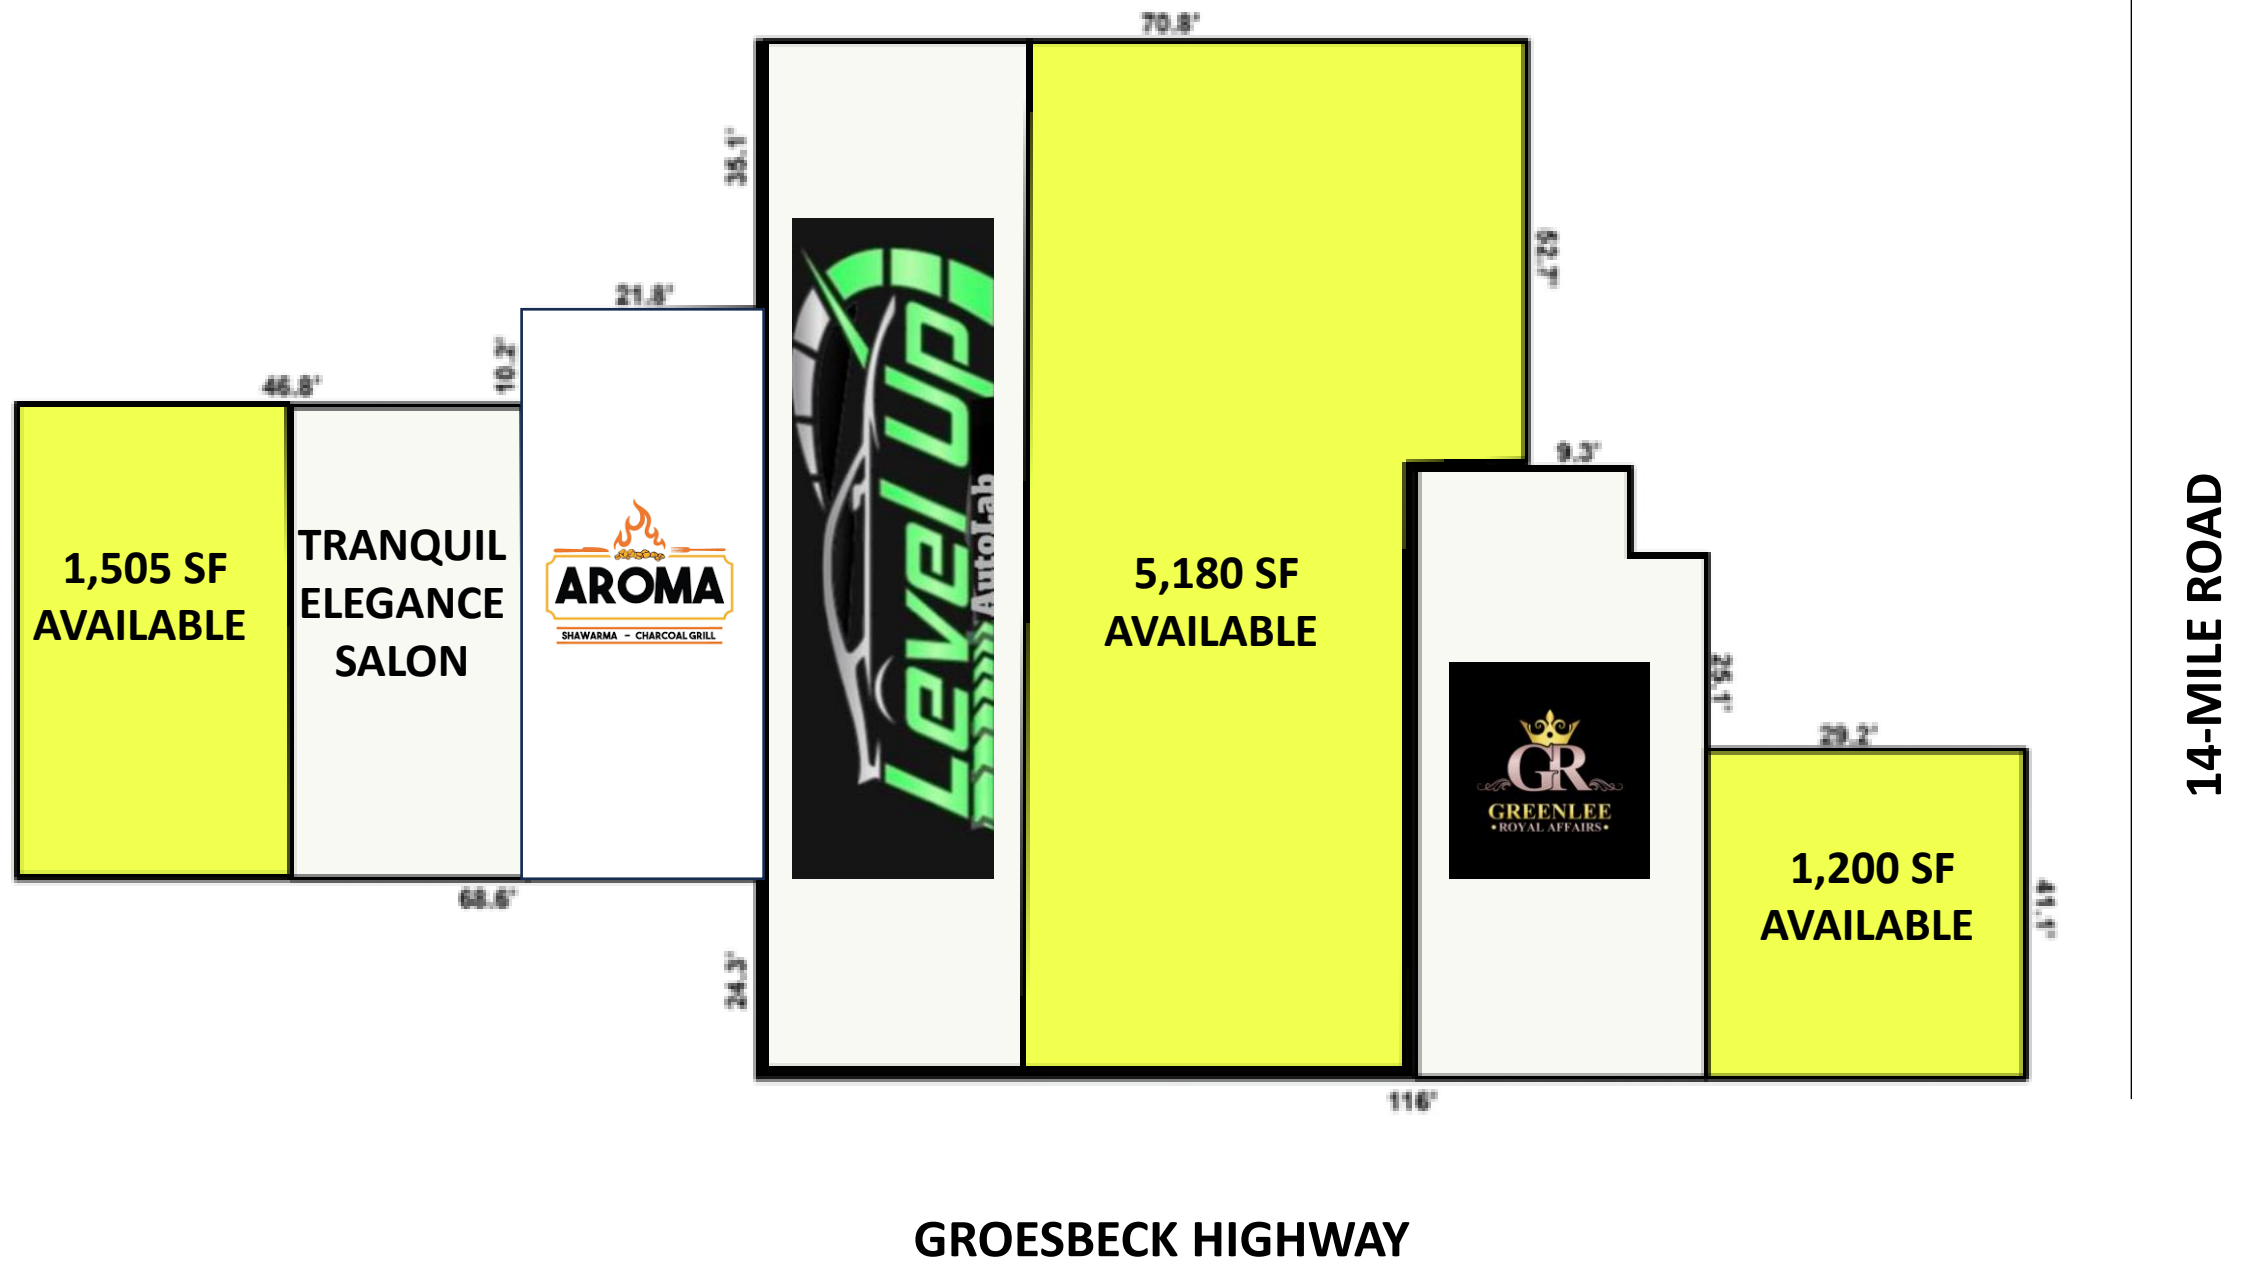 70.8'
35.1'
21.8'
10.2'
46.8'
9.3'
1,505 SF
AVAILABLE
TRANQUIL
ELEGANCE
SALON
AROMA
SHAWARMA - CHARCOAL GRILL
Level Up
AutoLab
5,180 SF
AVAILABLE
GR
GREENLEE
•ROYAL AFFAIRS•
25.1'
29.2'
1,200 SF
AVAILABLE
41.1'
68.6'
24.3'
116'
14-MILE ROAD
GROESBECK HIGHWAY